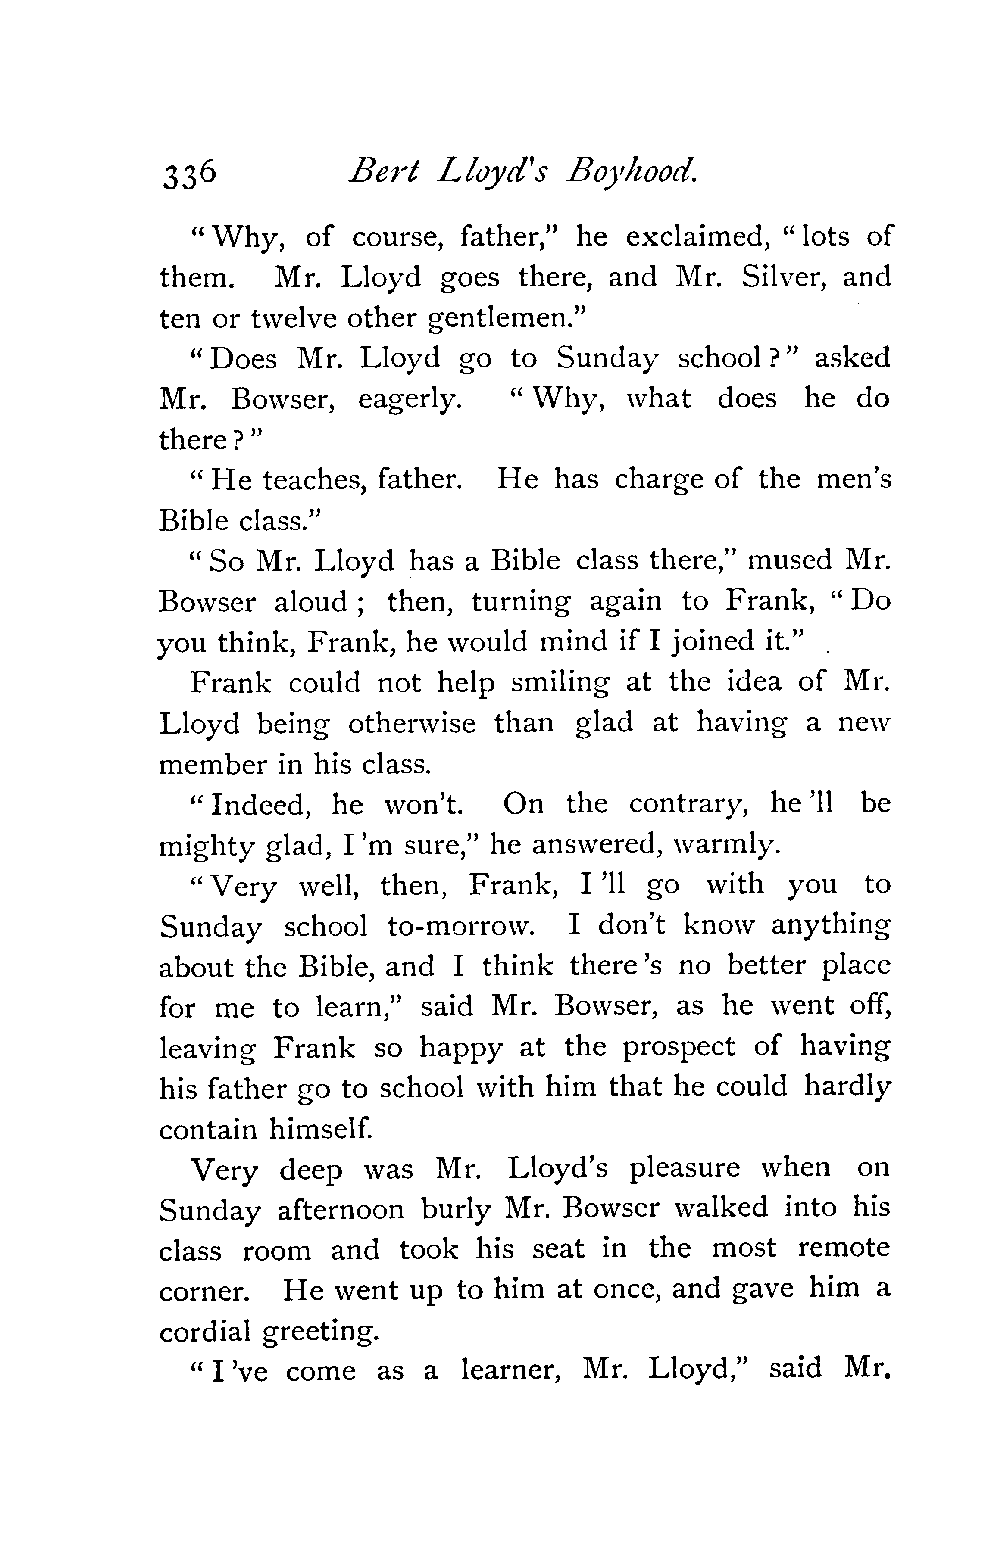 336 Bert Lloyd's Boyhood.
"Why, of course, father," he exclaimed, "lots of
them. Mr. Lloyd goes there, and Mr. Silver, and
ten or twelve other gentlemen."
"Does Mr. Lloyd go to Sunday school?" asked
Mr. Bowser, eagerly. "Why, what does he do
there?"
"He teaches, father. He has charge of the men's
Bible class."
"So Mr. Lloyd has a Bible class there," mused Mr.
Bowser aloud; then, turning again to Frank, "Do
you think, Frank, he would mind if I joined it."
Frank could not help smiling at the idea of Mr.
Lloyd being otherwise than glad at having a new
member in his class.
"Indeed, he won't. On the contrary, he'll be
mighty glad, I'm sure," he answered, warmly.
"Very well, then, Frank, I'll go with you to
Sunday school to-morrow. I don't know anything
about the Bible, and I think there's no better place
for me to learn," said Mr. Bowser, as he went off,
leaving Frank so happy at the prospect of having
his father go to school with him that he could hardly
contain himself.
Very deep was Mr. Lloyd's pleasure when on
Sunday afternoon burly Mr. Bowser walked into his
class room and took his seat in the most remote
corner. He went up to him at once, and gave him a
cordial greeting.
"I've come as a learner, Mr. Lloyd," said Mr.